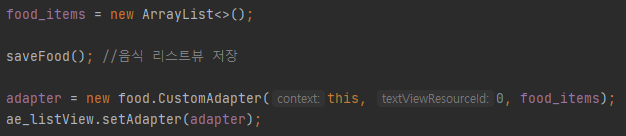 food_items = new ArrayList<>();
saveFood(); //음식 리스트뷰 저장
adapter = new food.CustomAdapter( context: this, textViewResourceId: 0, food_items);
ae_listView.setAdapter(adapter);